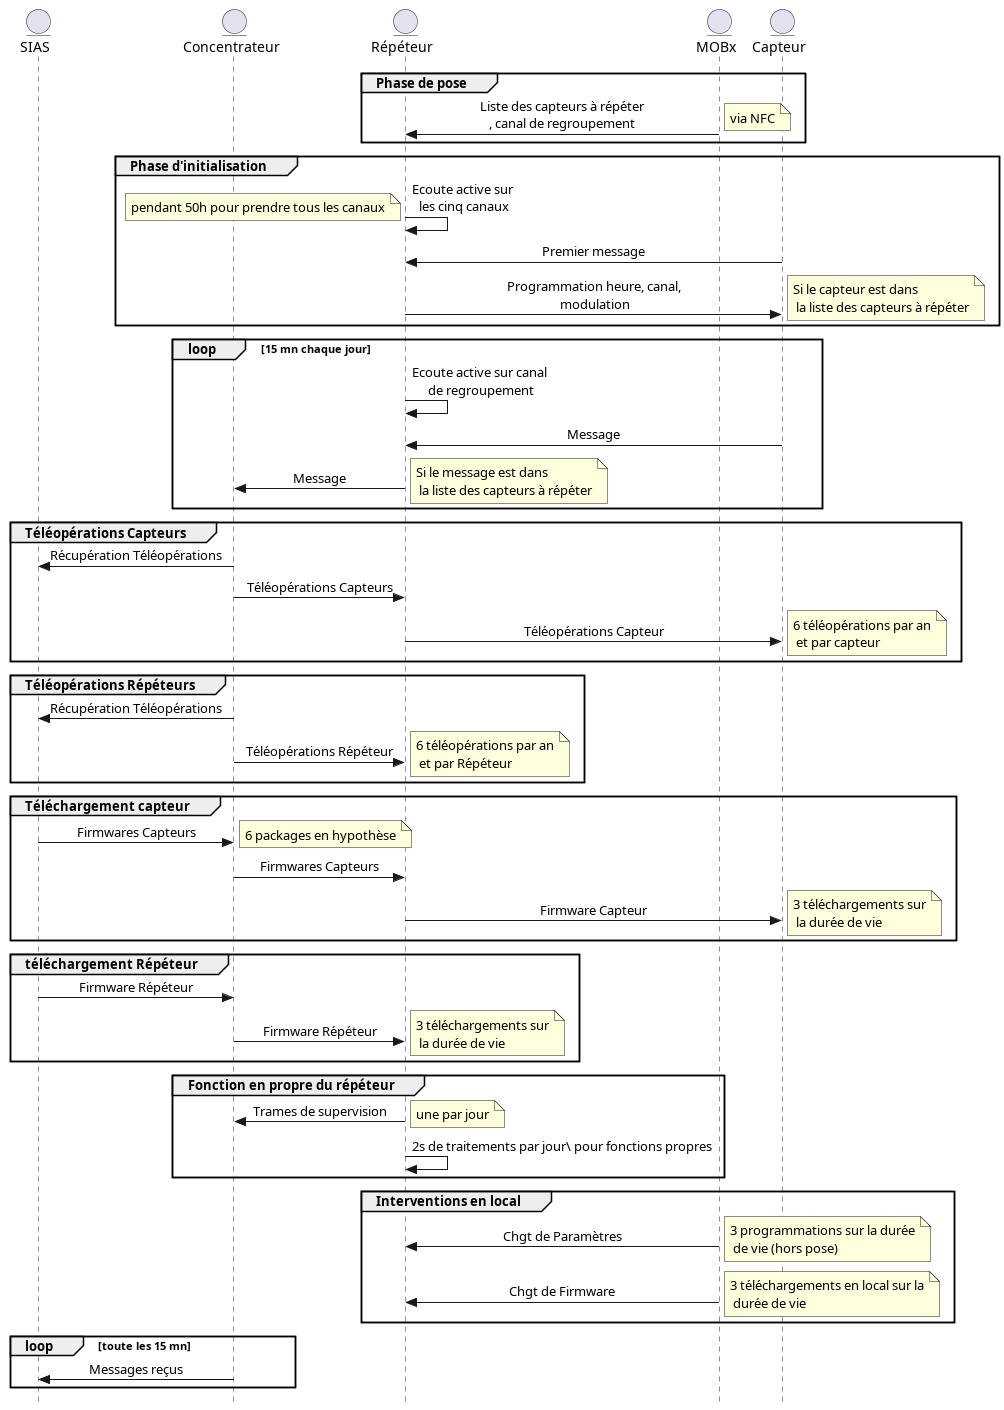 SIAS
Concentrateur
Répéteur
MOBx
Capteur
Phase de pose
Liste des capteurs à répéter
, canal de regroupement
via NFC
Phase d'initialisation
pendant 50h pour prendre tous les canaux
Ecoute active sur
les cinq canaux
Premier message
Programmation heure, canal,
modulation
Si le capteur est dans
la liste des capteurs à répéter
loop
[15 mn chaque jour]
Ecoute active sur canal
de regroupement
Message
Message
Si le message est dans
la liste des capteurs à répéter
Téléopérations Capteurs
Récupération Téléopérations
Téléopérations Capteurs
Téléopérations Capteur
6 téléopérations par an
et par capteur
Téléopérations Répéteurs
Récupération Téléopérations
Téléopérations Répéteur
6 téléopérations par an
et par Répéteur
Téléchargement capteur
Firmwares Capteurs
6 packages en hypothèse
Firmwares Capteurs
Firmware Capteur
3 téléchargements sur
la durée de vie
téléchargement Répéteur
Firmware Répéteur
Firmware Répéteur
3 téléchargements sur
la durée de vie
Fonction en propre du répéteur
Trames de supervision
une par jour
2s de traitements par jour\ pour fonctions propres
Interventions en local
Chgt de Paramètres
3 programmations sur la durée
de vie (hors pose)
Chgt de Firmware
3 téléchargements en local sur la
durée de vie
loop
[toute les 15 mn]
Messages reçus